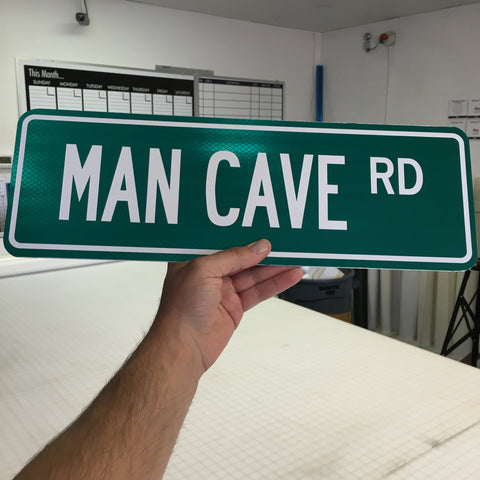 This Month...
SUNDAY MONDAY TUESDAY WEDNESDAY THURSDAY FRIDAY SATURDAY
MAN CAVE RD